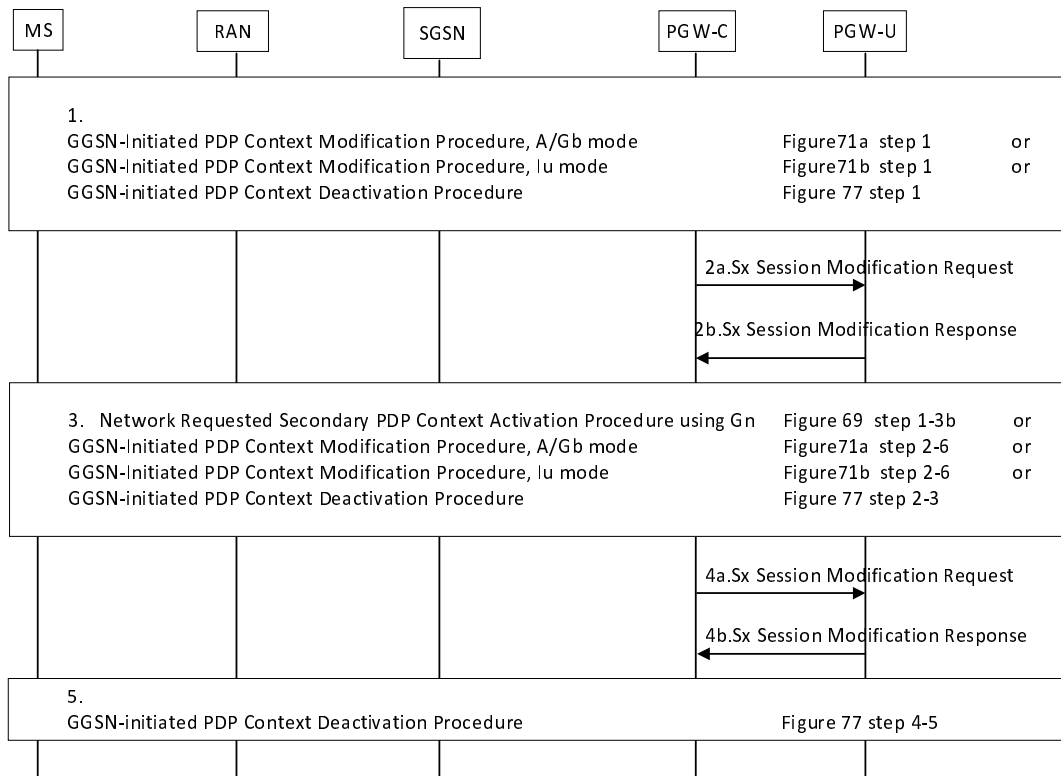 MS RAN SGSN PGW-C PGW-U
1.
GGSN-Initiated PDP Context Modification Procedure, A/Gb mode Figure71a step 1 or
GGSN-Initiated PDP Context Modification Procedure, Iu mode Figure71b step 1 or
GGSN-initiated PDP Context Deactivation Procedure Figure 77 step 1
2a.Sx Session Modification Request
2b.Sx Session Modification Response
3. Network Requested Secondary PDP Context Activation Procedure using Gn Figure 69 step 1-3b or
GGSN-Initiated PDP Context Modification Procedure, A/Gb mode Figure71a step 2-6 or
GGSN-Initiated PDP Context Modification Procedure, Iu mode Figure71b step 2-6 or
GGSN-initiated PDP Context Deactivation Procedure Figure 77 step 2-3
4a.Sx Session Modification Request
4b.Sx Session Modification Response
5.
GGSN-initiated PDP Context Deactivation Procedure Figure 77 step 4-5